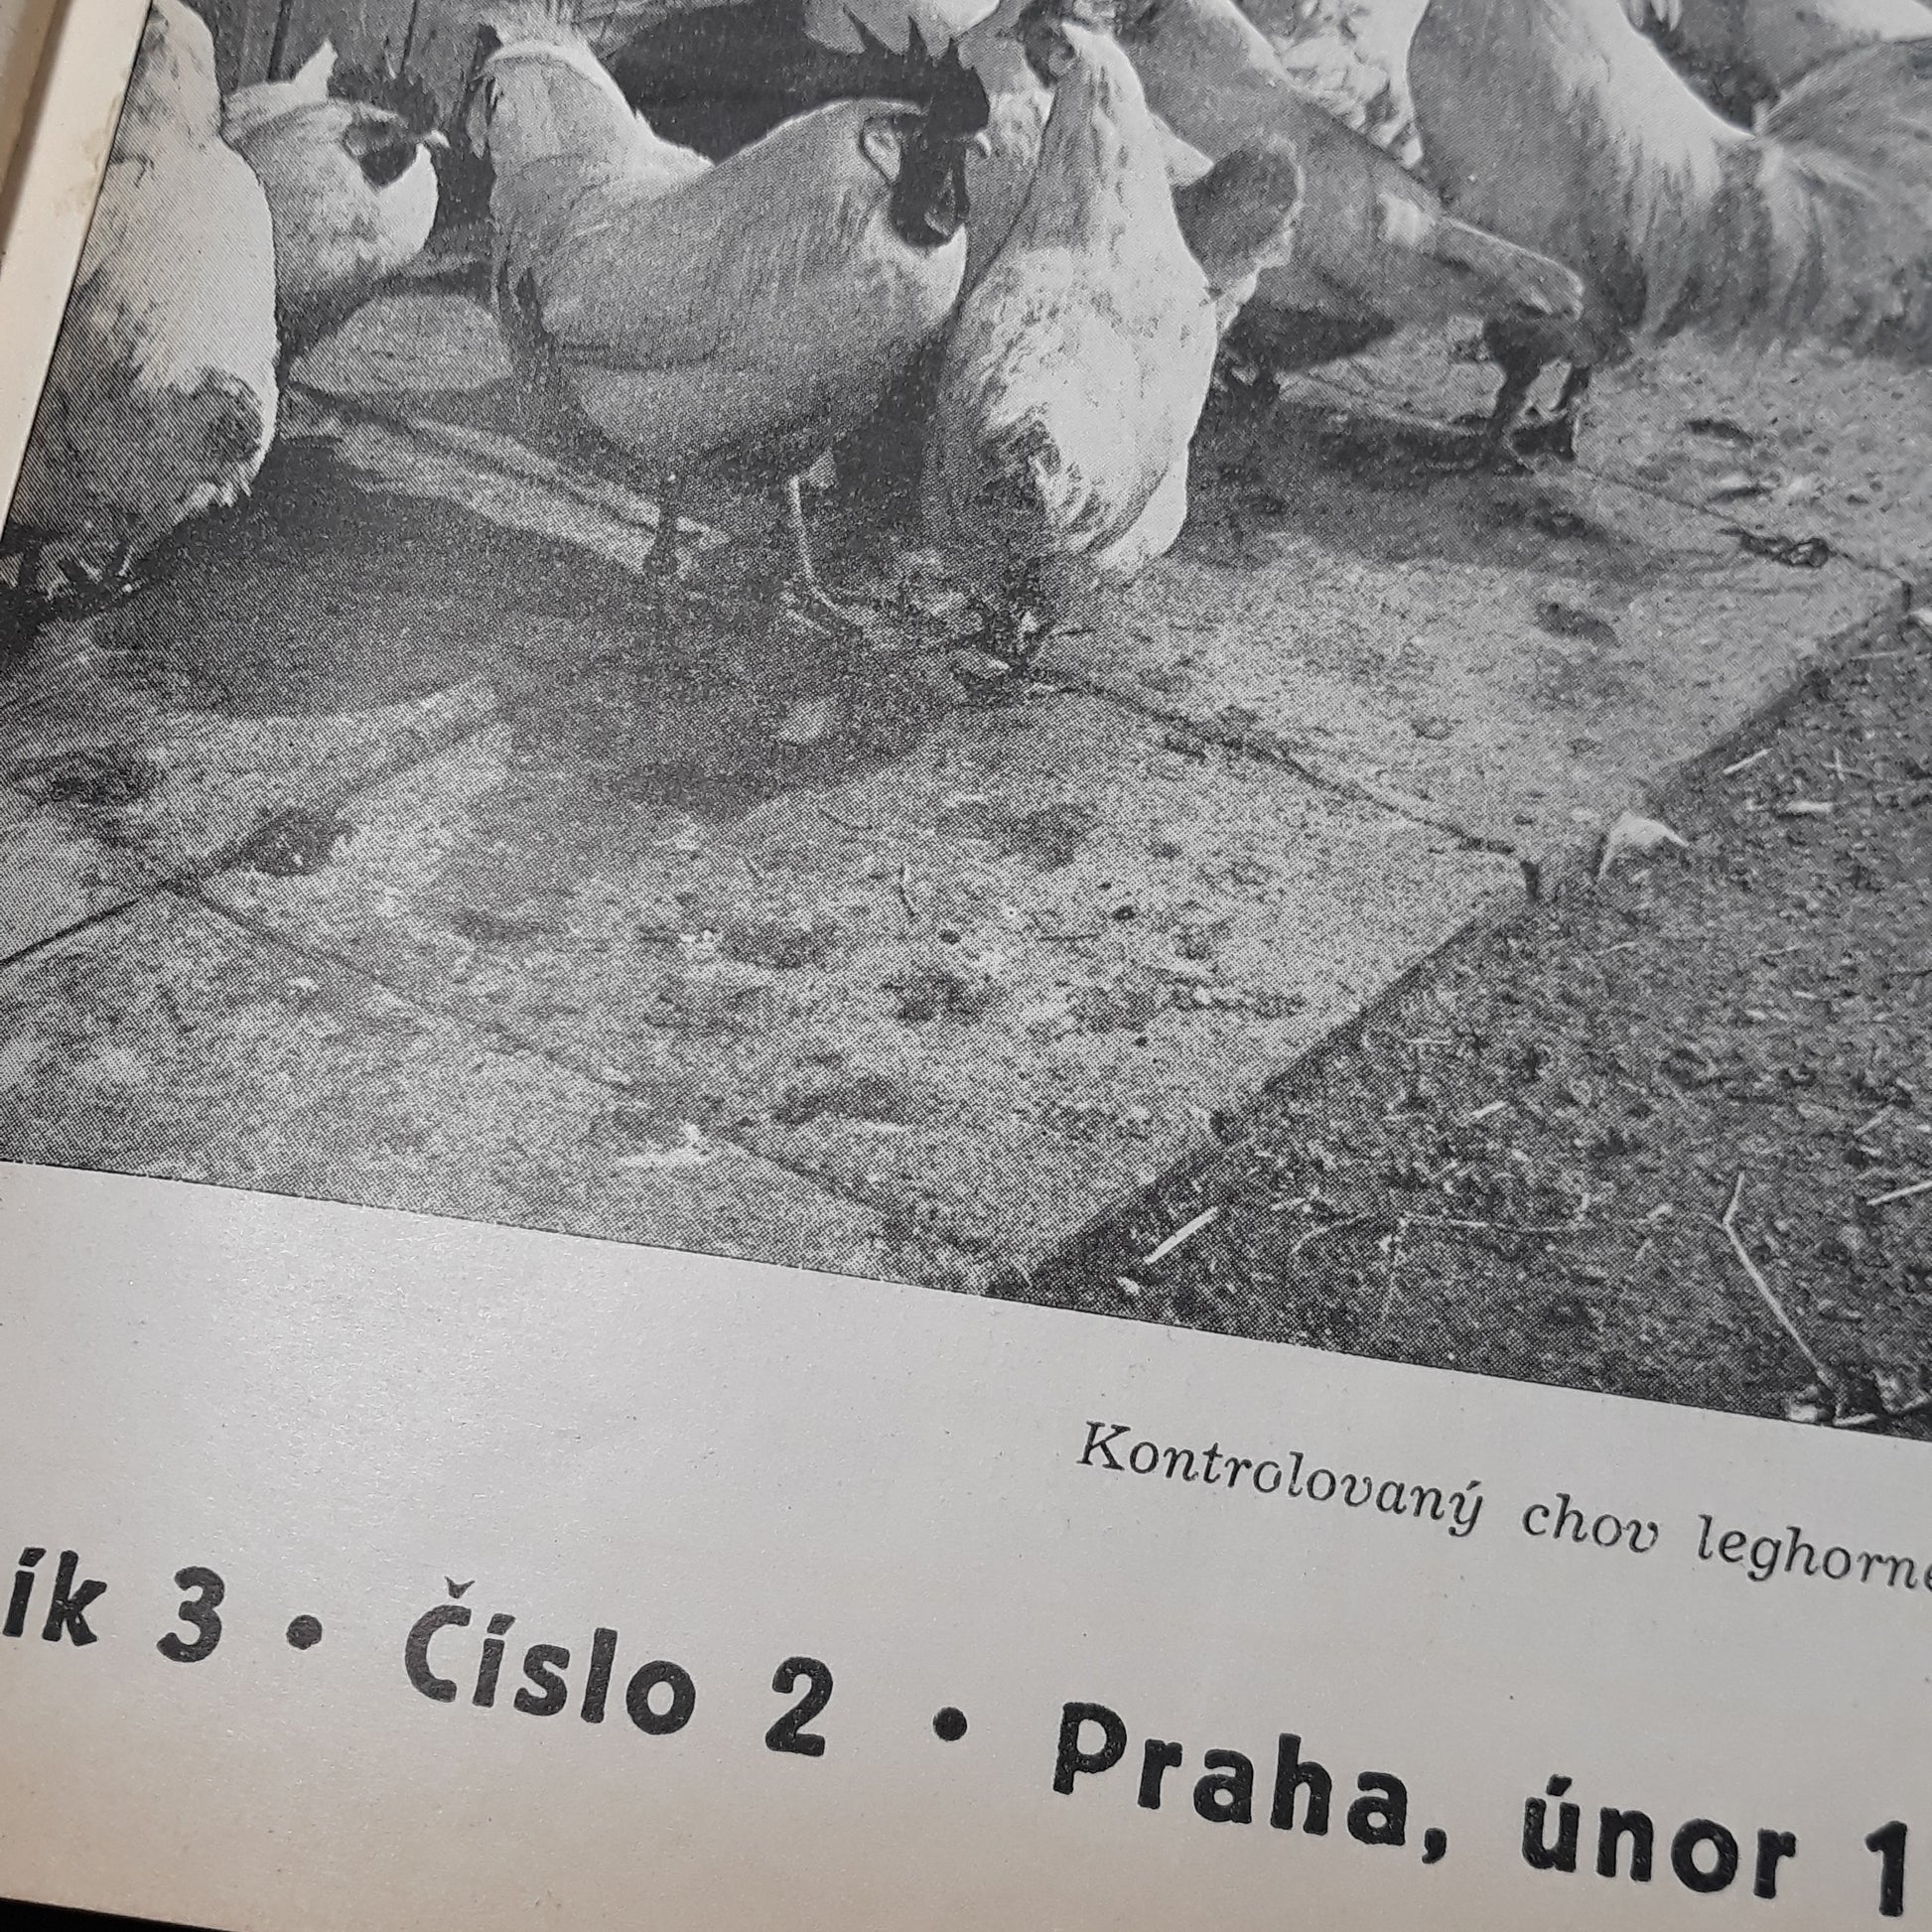 Kontrolovaný chov leghorne
ík 3 • Číslo 2 • Praha, únor 1